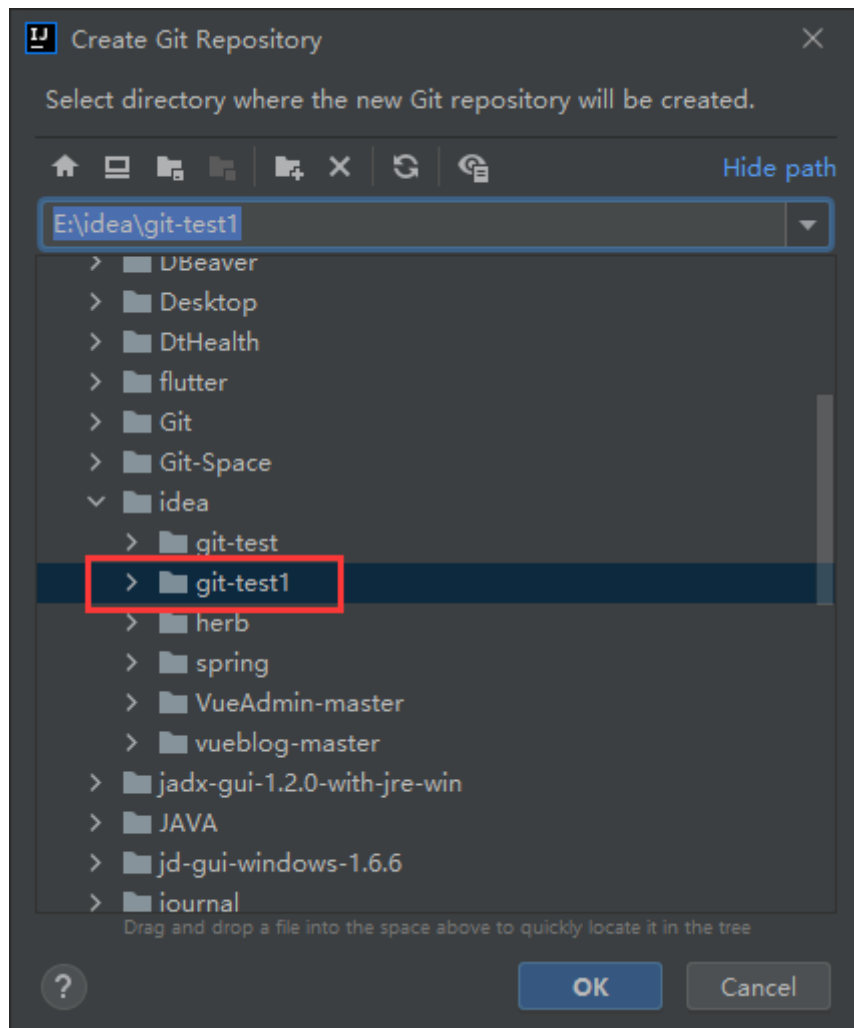 Create Git Repository
Select directory where the new Git repository will be created.
Hide path
E:\idea\git-test1
DBeaver
Desktop
DtHealth
flutter
Git
Git-Space
idea
git-test
git-test1
herb
spring
VueAdmin-master
vueblog-master
jadx-gui-1.2.0-with-jre-win
JAVA
jd-gui-windows-1.6.6
journal
Drag and drop a file into the space above to quickly locate it in the tree
? OK Cancel